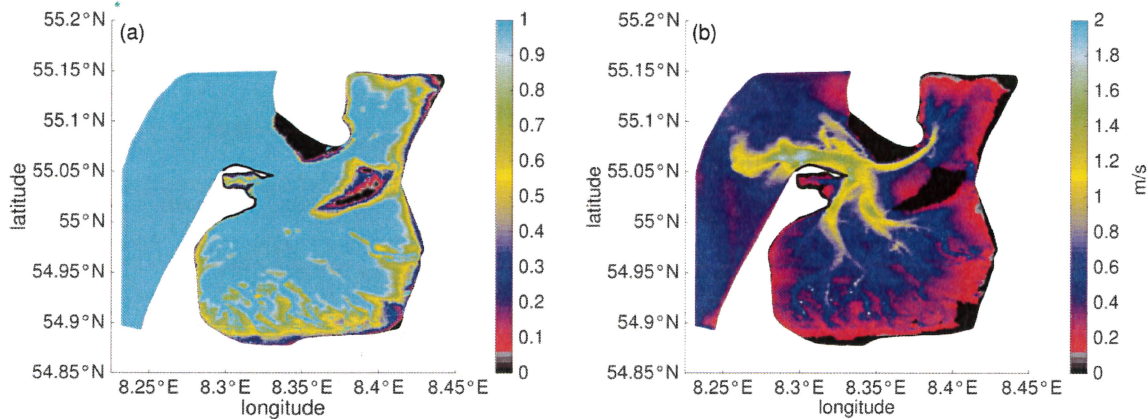 (a)
55.2°N
55.15°N
55.1°N
55.05°N
55°N
54.95°N
54.9°N
54.85°N
latitude
8.25°E 8.3°E 8.35°E 8.4°E 8.45°E
longitude
1
0.9
0.8
0.7
0.6
0.5
0.4
0.3
0.2
0.1
0
(b)
55.2°N
55.15°N
55.1°N
55.05°N
55°N
54.95°N
54.9°N
54.85°N
latitude
8.25°E 8.3°E 8.35°E 8.4°E 8.45°E
longitude
2
1.8
1.6
1.4
1.2
1
0.8
0.6
0.4
0.2
0
m/s